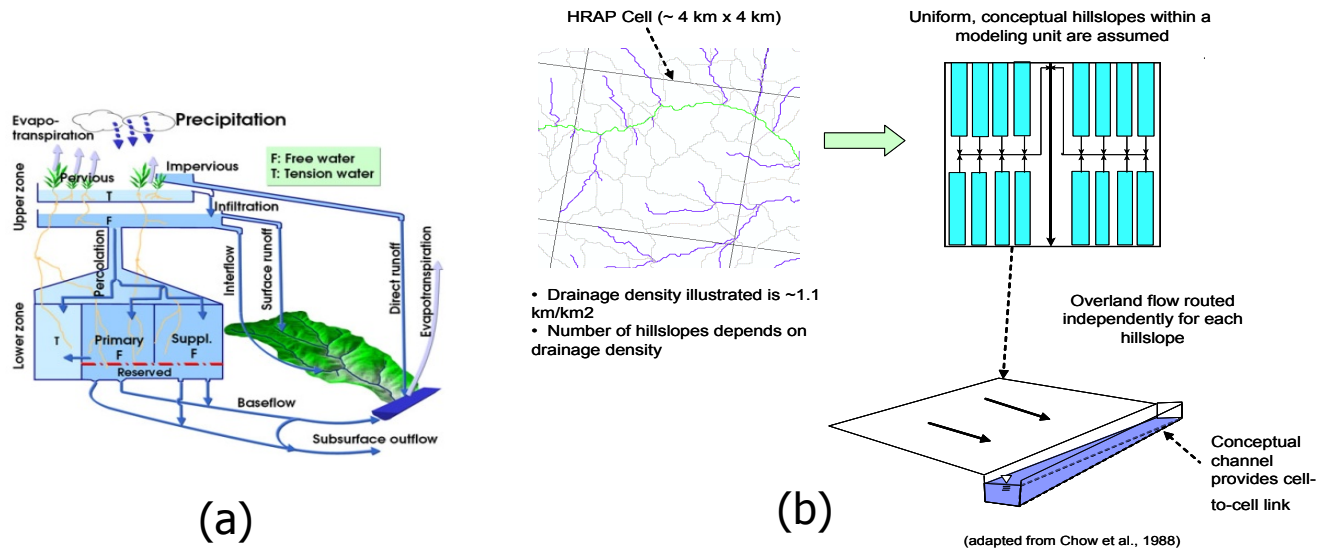 Evapo-
transpiration
Precipitation
Impervious
Pervious
F: Free water
T: Tension water
Upper zone
T
F
Infiltration
Percolation
Interflow
Surface runoff
Direct runoff
Evapotranspiration
Lower zone
T
Primary
F
Suppl.
F
Reserved
Baseflow
Subsurface outflow
(a)
HRAP Cell (~ 4 km x 4 km)
• Drainage density illustrated is ~1.1
km/km2
• Number of hillslopes depends on
drainage density
Uniform, conceptual hillslopes within a
modeling unit are assumed
Overland flow routed
independently for each
hillslope
Conceptual
channel
provides cell-
to-cell link
(b)
(adapted from Chow et al., 1988)